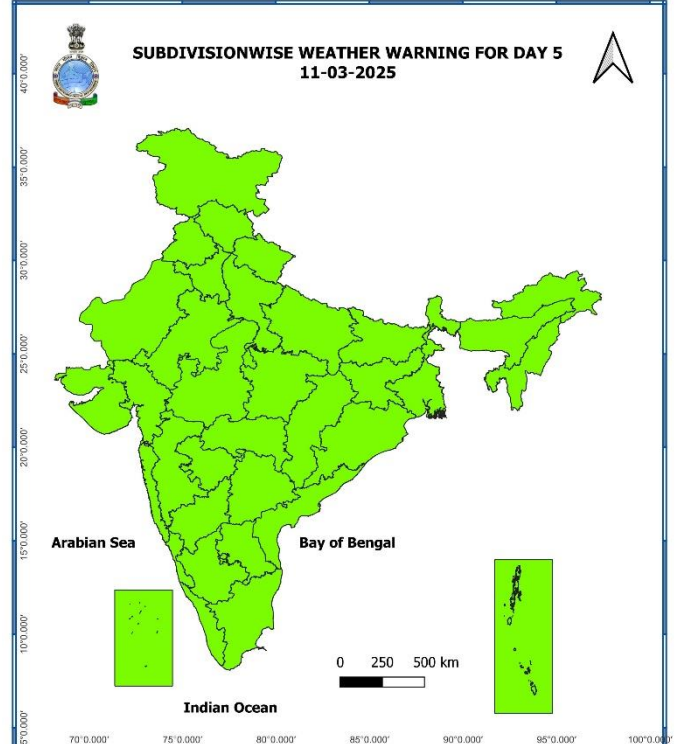 SUBDIVISIONWISE WEATHER WARNING FOR DAY 5
11-03-2025
40°0.000'
35°0.000'
30°0.000'
25°0.000'
20°0.000'
15°0.000'
10°0.000'
5°0.000'
Arabian Sea
Bay of Bengal
0 250 500 km
Indian Ocean
70°0.000' 75°0.000' 80°0.000' 85°0.000' 90°0.000' 95°0.000' 100°0.000'